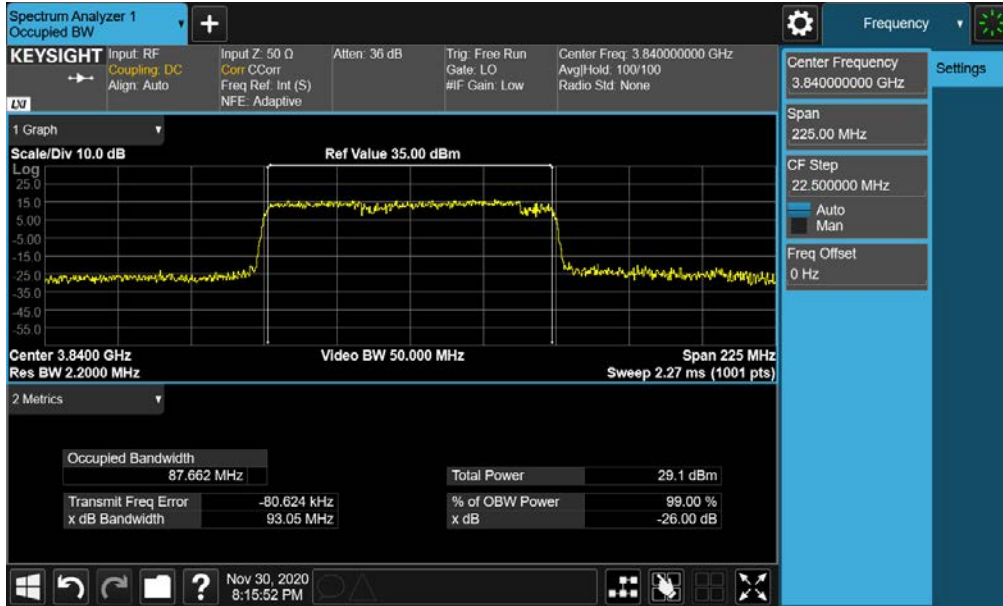 Spectrum Analyzer 1
Occupied BW
+
Frequency
KEYSIGHT
LXI
Input: RF
Coupling: DC
Align: Auto
Input Z: 50 Ω
Corr CCorr
Freq Ref: Int (S)
NFE: Adaptive
Atten: 36 dB
Trig: Free Run
Gate: LO
#IF Gain: Low
Center Freq: 3.840000000 GHz
Avg|Hold: 100/100
Radio Std: None
Center Frequency
3.840000000 GHz
Settings
Span
225.00 MHz
CF Step
22.500000 MHz
Auto
Man
Freq Offset
0 Hz
1 Graph
Scale/Div 10.0 dB
Ref Value 35.00 dBm
Log
25.0
15.0
5.00
-5.00
-15.0
-25.0
-35.0
-45.0
-55.0
Center 3.8400 GHz
Video BW 50.000 MHz
Span 225 MHz
Res BW 2.2000 MHz
Sweep 2.27 ms (1001 pts)
2 Metrics
Occupied Bandwidth
87.662 MHz
Total Power 29.1 dBm
Transmit Freq Error -80.624 kHz
% of OBW Power 99.00 %
x dB Bandwidth 93.05 MHz
x dB -26.00 dB
?
Nov 30, 2020
8:15:52 PM